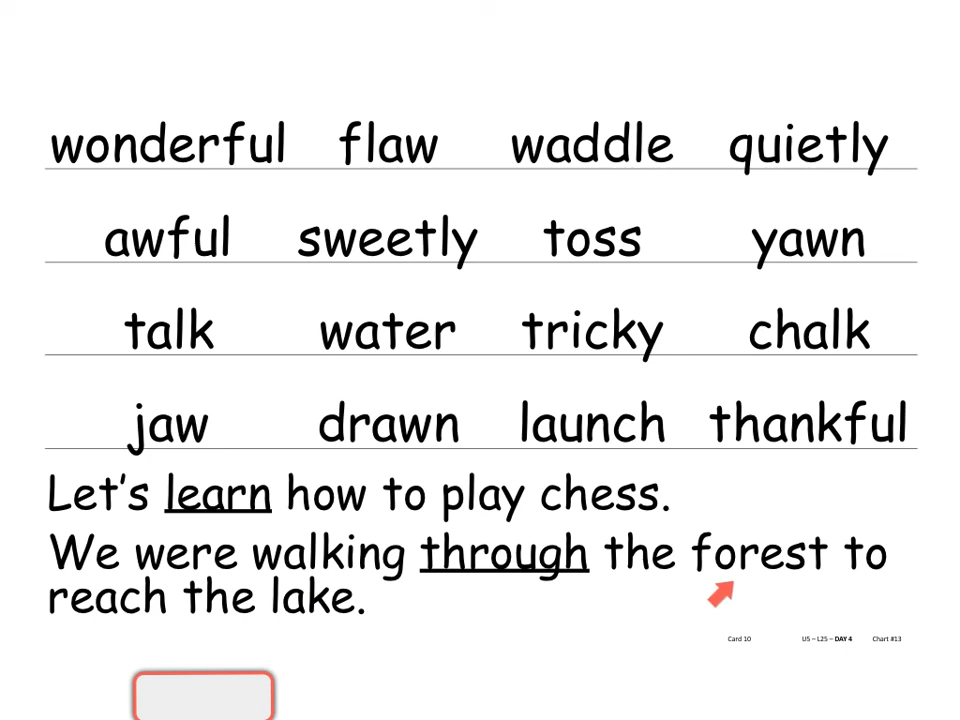 wonderful flaw waddle quietly
awful sweetly toss yawn
talk water tricky chalk
jaw drawn launch thankful
Let’s learn how to play chess.
We were walking through the forest to
reach the lake.
Card 10 U5 – L25 – DAY 4 Chart #13